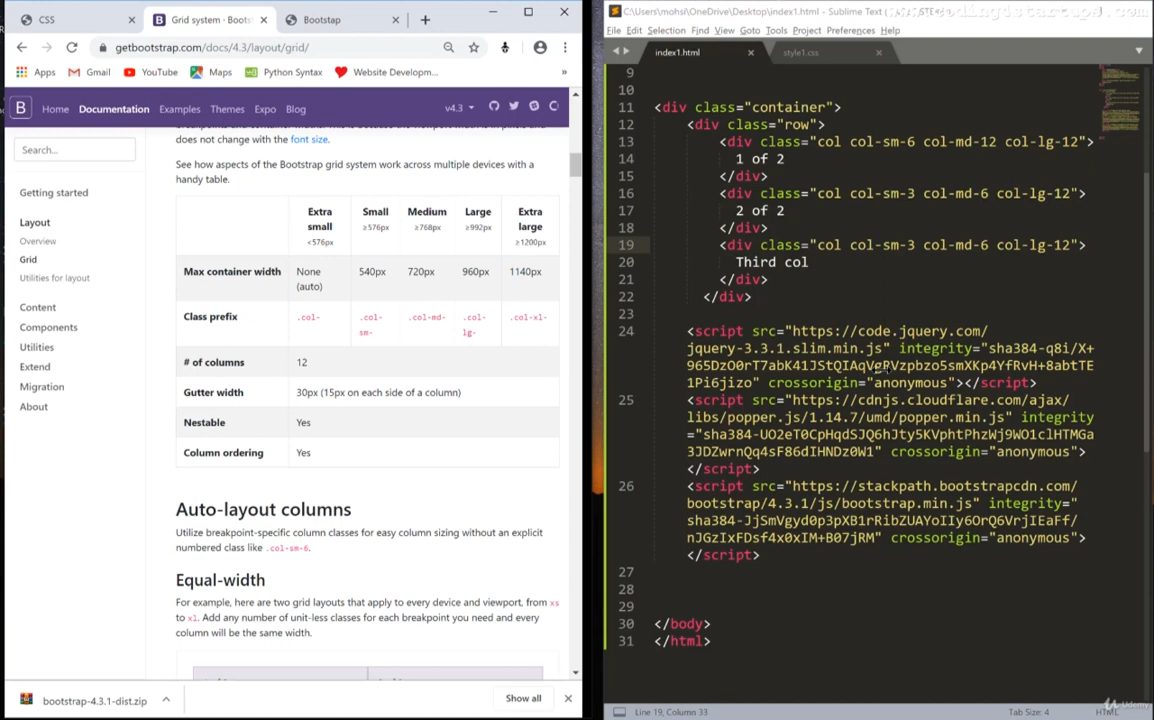 CSS
Grid system · Boots
Bootstap
getbootstrap.com/docs/4.3/layout/grid/
Apps
Gmail
YouTube
Maps
Python Syntax
Website Developm...
»
B
Home
Documentation
Examples
Themes
Expo
Blog
v4.3
Search...
Getting started
Layout
Overview
Grid
Utilities for layout
Content
Components
Utilities
Extend
Migration
About
does not change with the font size.
See how aspects of the Bootstrap grid system work across multiple devices with a
handy table.
Extra small <576px
Small ≥576px
Medium ≥768px
Large ≥992px
Extra large ≥1200px
Max container width None (auto) 540px 720px 960px 1140px
Class prefix .col- .col-sm- .col-md- .col-lg- .col-xl-
# of columns 12
Gutter width 30px (15px on each side of a column)
Nestable Yes
Column ordering Yes
Auto-layout columns
Utilize breakpoint-specific column classes for easy column sizing without an explicit
numbered class like .col-sm-6.
Equal-width
For example, here are two grid layouts that apply to every device and viewport, from xs
to xl. Add any number of unit-less classes for each breakpoint you need and every
column will be the same width.
bootstrap-4.3.1-dist.zip
Show all
C:\Users\mohsi\OneDrive\Desktop\index1.html - Sublime Text
File Edit Selection Find View Goto Tools Project Preferences Help
index1.html
style1.css
9
10
11 <div class="container">
12 <div class="row">
13 <div class="col col-sm-6 col-md-12 col-lg-12">
14 1 of 2
15 </div>
16 <div class="col col-sm-3 col-md-6 col-lg-12">
17 2 of 2
18 </div>
19 <div class="col col-sm-3 col-md-6 col-lg-12">
20 Third col
21 </div>
22 </div>
23
24 <script src="https://code.jquery.com/
jquery-3.3.1.slim.min.js" integrity="sha384-q8i/X+
965DzO0rT7abK41JStQIAqVgRVzpbzo5smXKp4YfRvH+8abtTE
1Pi6jizo" crossorigin="anonymous"></script>
25 <script src="https://cdnjs.cloudflare.com/ajax/
libs/popper.js/1.14.7/umd/popper.min.js" integrity
="sha384-UO2eT0CpHqdSJQ6hJty5KVphtPhzWj9WO1clHTMGa
3JDZwrnQq4sF86dIHNDz0W1" crossorigin="anonymous">
</script>
26 <script src="https://stackpath.bootstrapcdn.com/
bootstrap/4.3.1/js/bootstrap.min.js" integrity="
sha384-JjSmVgyd0p3pXB1rRibZUAYoIIy6OrQ6VrjIEaFf/
nJGzIxFDsf4x0xIM+B07jRM" crossorigin="anonymous">
</script>
27
28
29
30 </body>
31 </html>
Line 19, Column 33
Tab Size: 4
HTML
Udemy